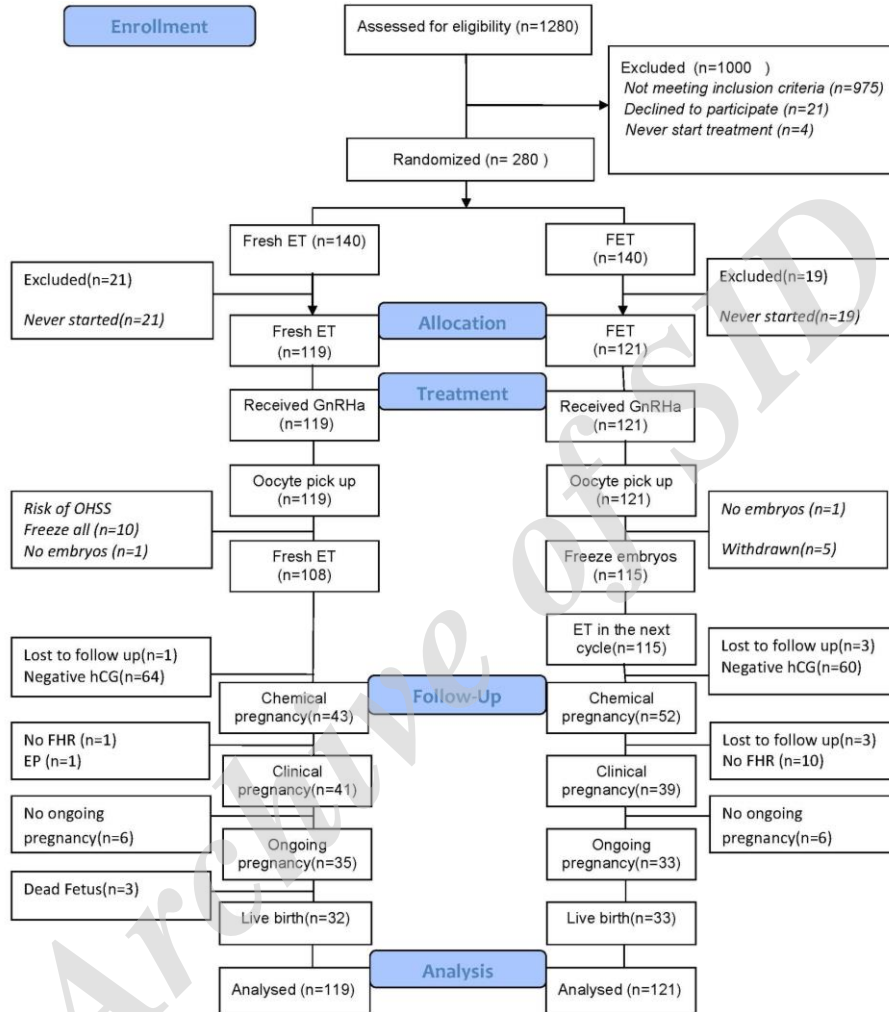 Enrollment
Assessed for eligibility (n=1280)
Excluded (n=1000 )
Not meeting inclusion criteria (n=975)
Declined to participate (n=21)
Never start treatment (n=4)
Randomized (n= 280 )
Fresh ET (n=140)
FET
(n=140)
Excluded(n=21)
Never started(n=21)
Excluded(n=19)
Never started(n=19)
Allocation
Fresh ET
(n=119)
FET
(n=121)
Treatment
Received GnRHa
(n=119)
Received GnRHa
(n=121)
Oocyte pick up
(n=119)
Oocyte pick up
(n=121)
Risk of OHSS
Freeze all (n=10)
No embryos (n=1)
No embryos (n=1)
Withdrawn(n=5)
Fresh ET
(n=108)
Freeze embryos
(n=115)
ET in the next
cycle(n=115)
Lost to follow up(n=1)
Negative hCG(n=64)
Lost to follow up(n=3)
Negative hCG(n=60)
Follow-Up
Chemical
pregnancy(n=43)
Chemical
pregnancy(n=52)
No FHR (n=1)
EP (n=1)
Lost to follow up(n=3)
No FHR(n=10)
Clinical
pregnancy(n=41)
Clinical
pregnancy(n=39)
No ongoing
pregnancy(n=6)
No ongoing
pregnancy(n=6)
Ongoing
pregnancy(n=35)
Ongoing
pregnancy(n=33)
Dead Fetus(n=3)
Live birth(n=32)
Live birth(n=33)
Analysis
Analysed (n=119)
Analysed (n=121)
Archive of SID